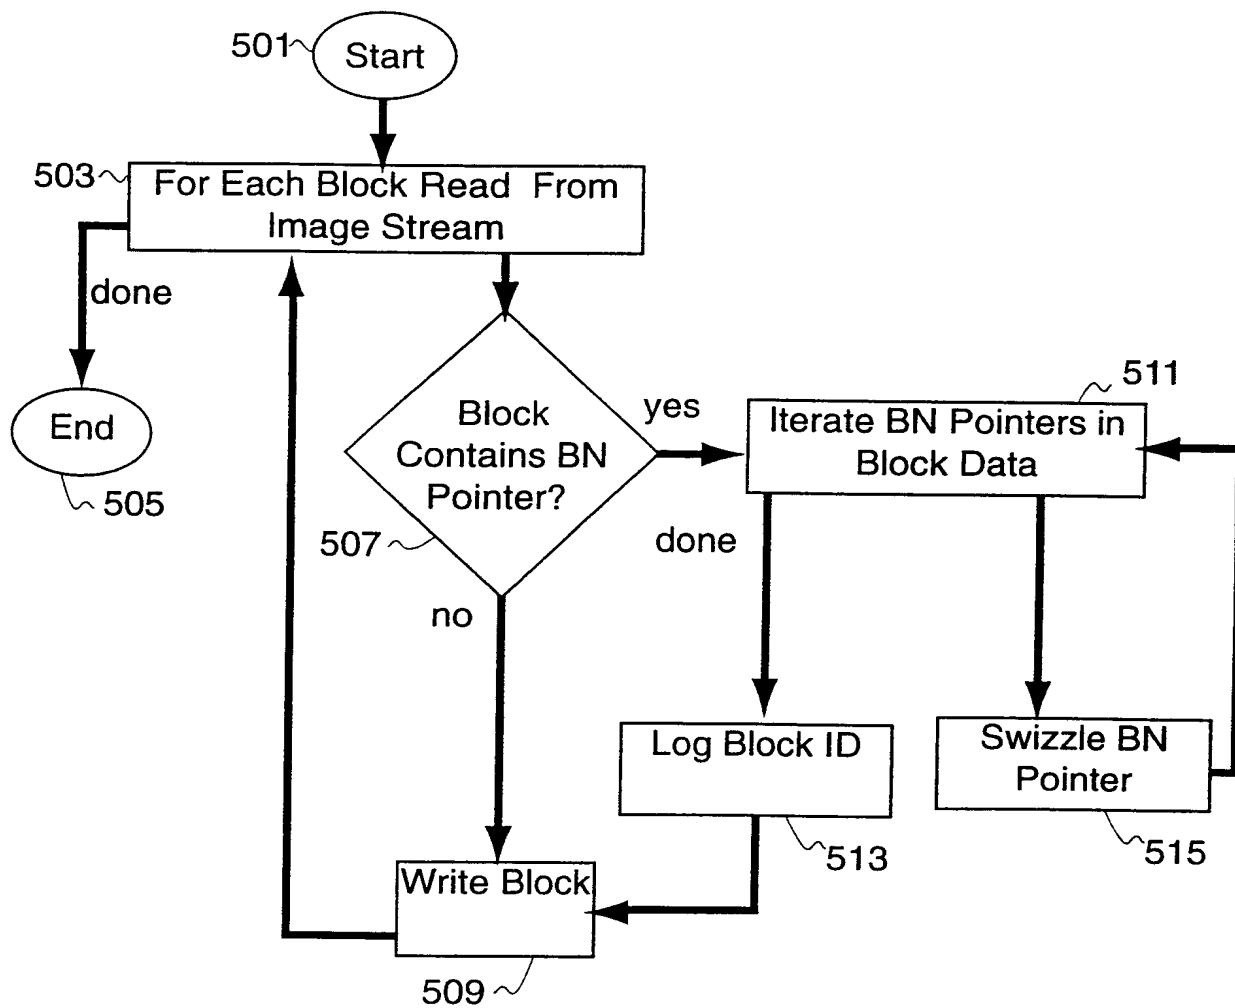 501
Start
503
For Each Block Read From
Image Stream
done
End
505
Block
Contains BN
Pointer?
507
yes
no
511
Iterate BN Pointers in
Block Data
done
Log Block ID
513
Swizzle BN
Pointer
515
Write Block
509